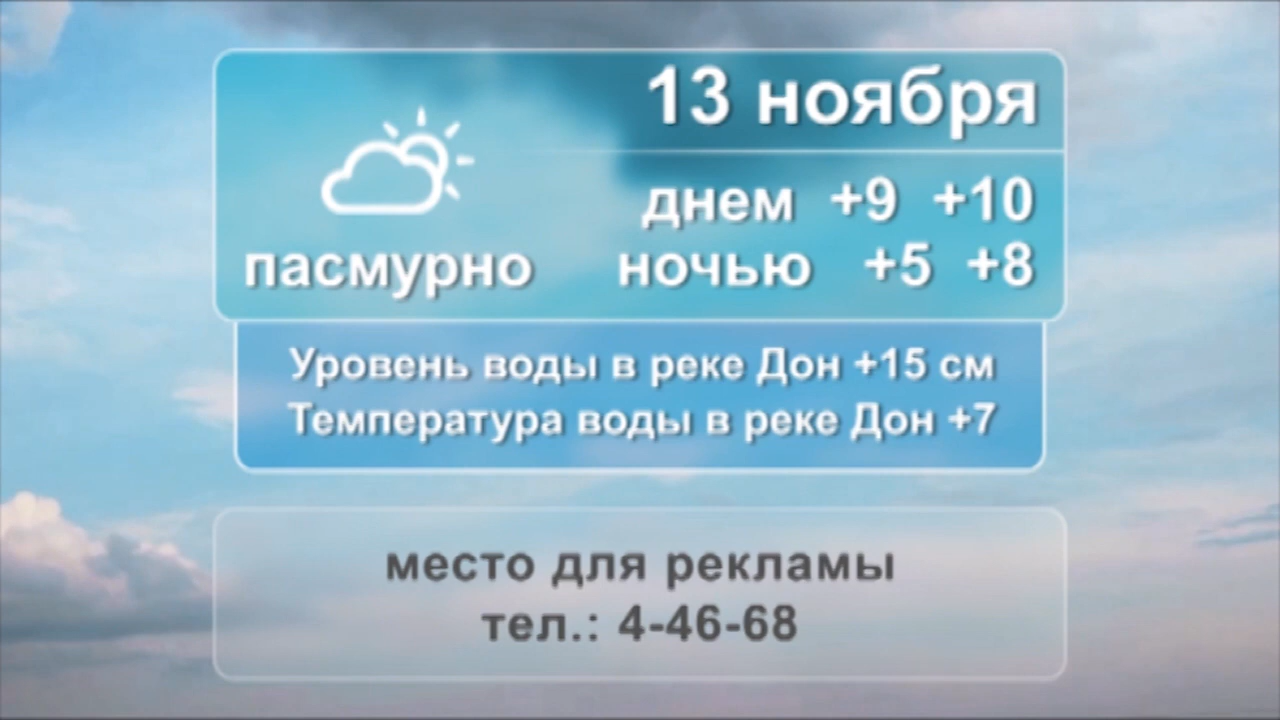 13 ноября
днем +9 +10
ночью +5 +8
пасмурно
Уровень воды в реке Дон +15 см
Температура воды в реке Дон +7
место для рекламы
тел.: 4-46-68